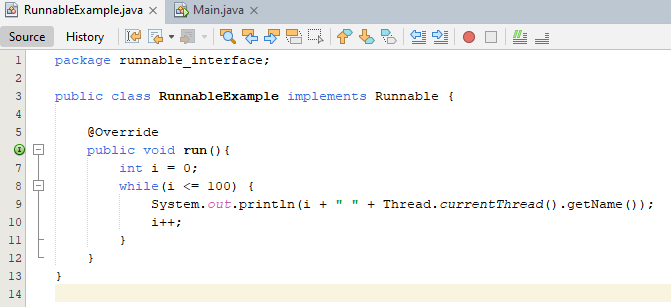 RunnableExample.java Main.java
Source History
1 package runnable_interface;
2
3 public class RunnableExample implements Runnable {
4
5 @Override
public void run(){
7 int i = 0;
8 while(i <= 100) {
9 System.out.println(i + " " + Thread.currentThread().getName());
10 i++;
11 }
12 }
13 }
14